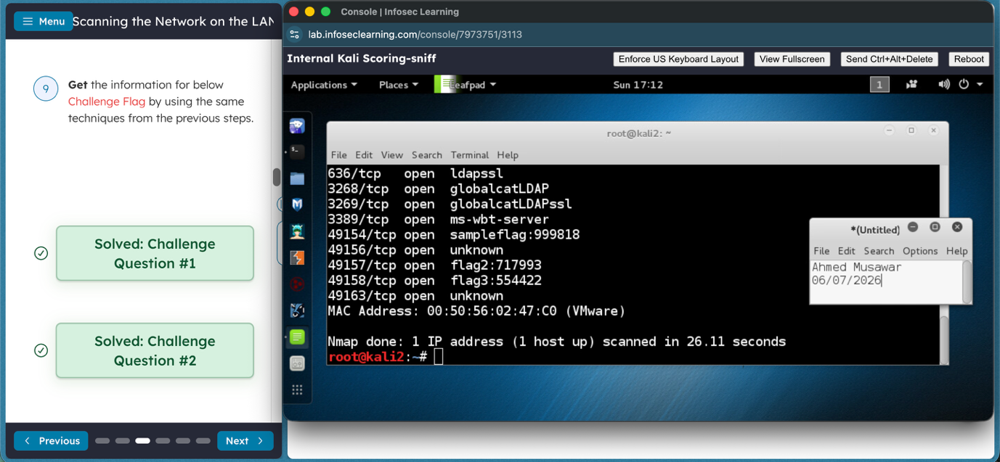 Menu
Scanning the Network on the LAN
9
Get the information for below
Challenge Flag by using the same
techniques from the previous steps.
Solved: Challenge
Question #1
Solved: Challenge
Question #2
Previous
Next
Console | Infosec Learning
lab.infoseclearning.com/console/7973751/3113
Internal Kali Scoring-sniff
Enforce US Keyboard Layout
View Fullscreen
Send Ctrl+Alt+Delete
Reboot
Applications
Places
Leafpad
Sun 17:12
1
root@kali2: ~
File Edit View Search Terminal Help
636/tcp open ldapssl
3268/tcp open globalcatLDAP
3269/tcp open globalcatLDAPssl
3389/tcp open ms-wbt-server
49154/tcp open sampleflag:999818
49156/tcp open unknown
49157/tcp open flag2:717993
49158/tcp open flag3:554422
49163/tcp open unknown
MAC Address: 00:50:56:02:47:C0 (VMware)
Nmap done: 1 IP address (1 host up) scanned in 26.11 seconds
root@kali2:~#
*(Untitled)
File Edit Search Options Help
Ahmed Musawar
06/07/2026